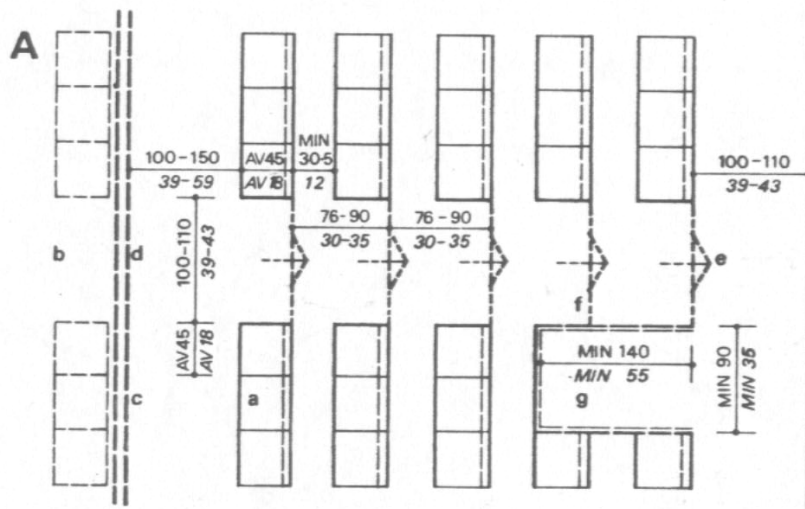 A
MIN
100-150
AV45
30·5
100-110
39-59
AV18
12
39-43
76-90
76-90
30-35
30-35
100-110
39-43
b
d
e
f
AV45
AV18
MIN 140
MIN 55
MIN 90
MIN 35
c
a
g